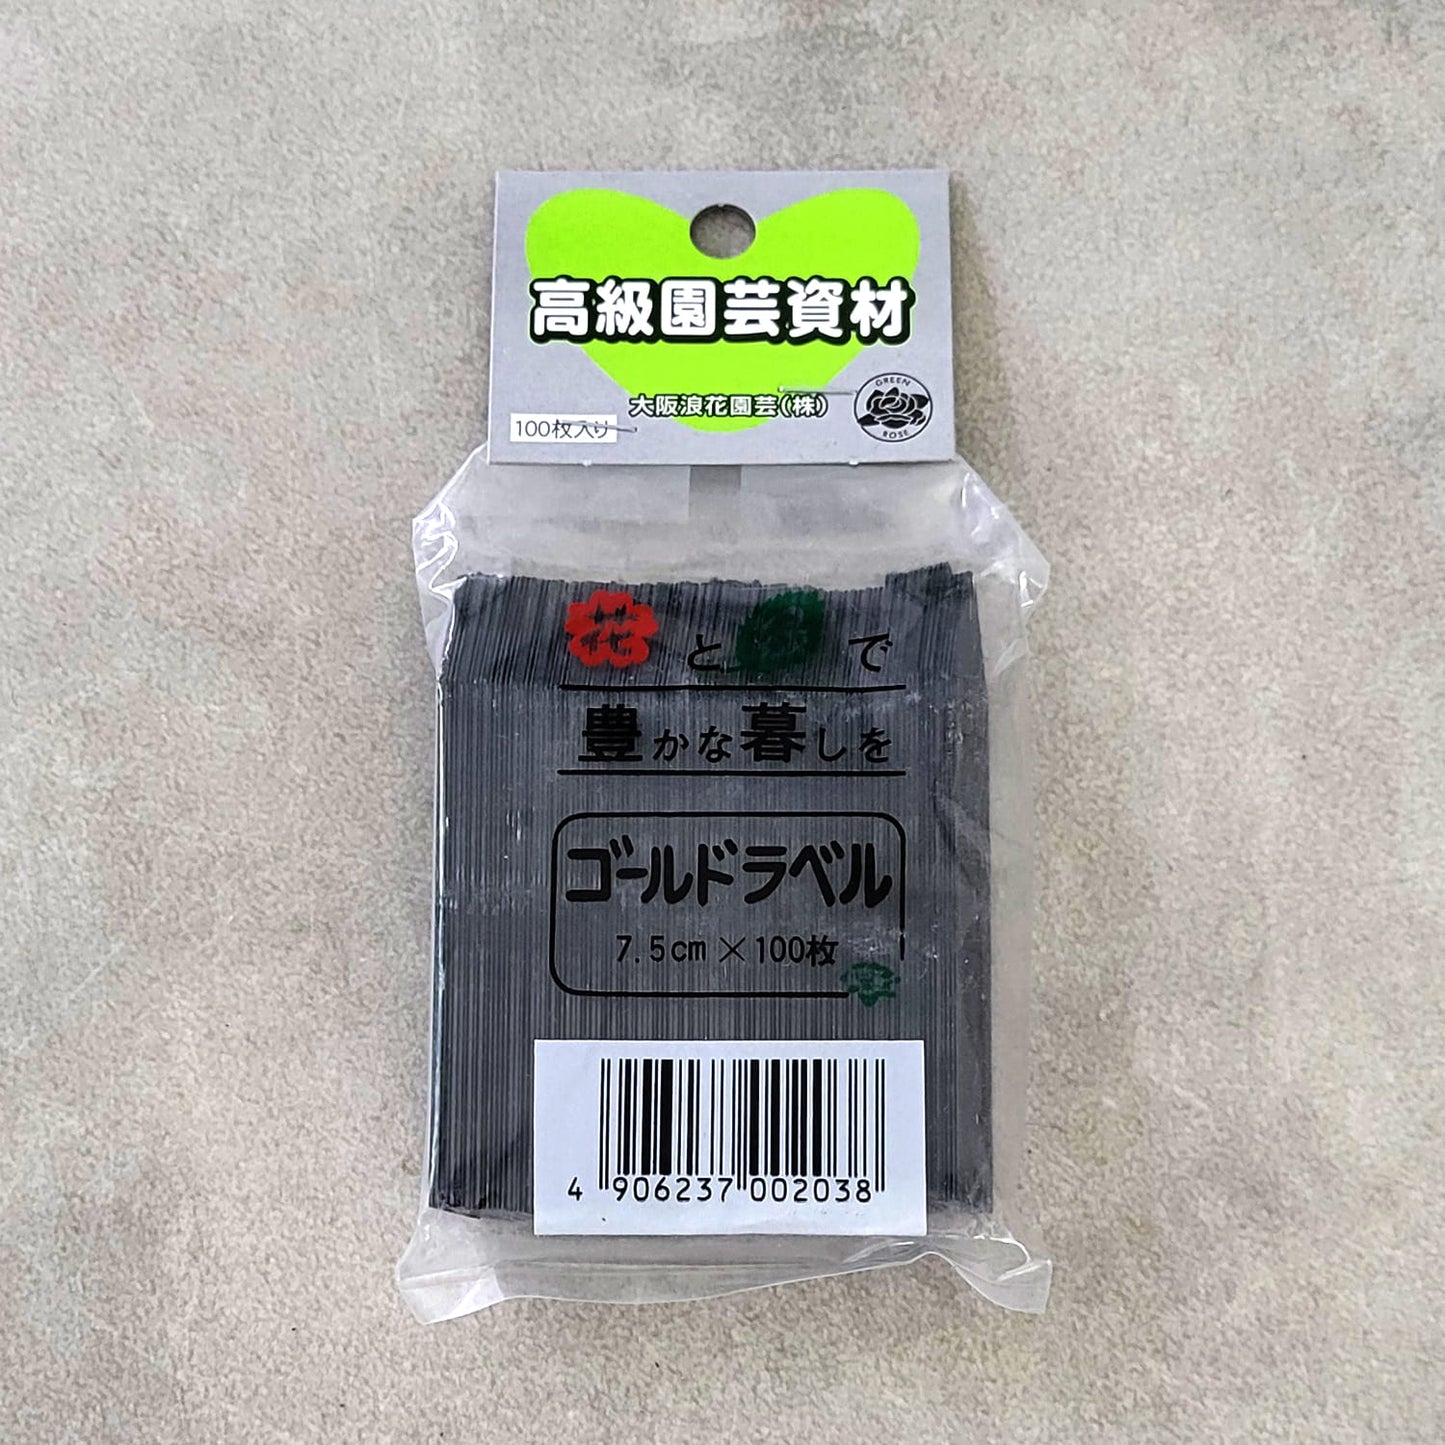 高級園芸資材
大阪浪花園芸(株)
GREEN
ROSE
100枚入り
花と緑で
豊かな暮しを
ゴールドラベル
7.5cm×100枚
4 906237 002038